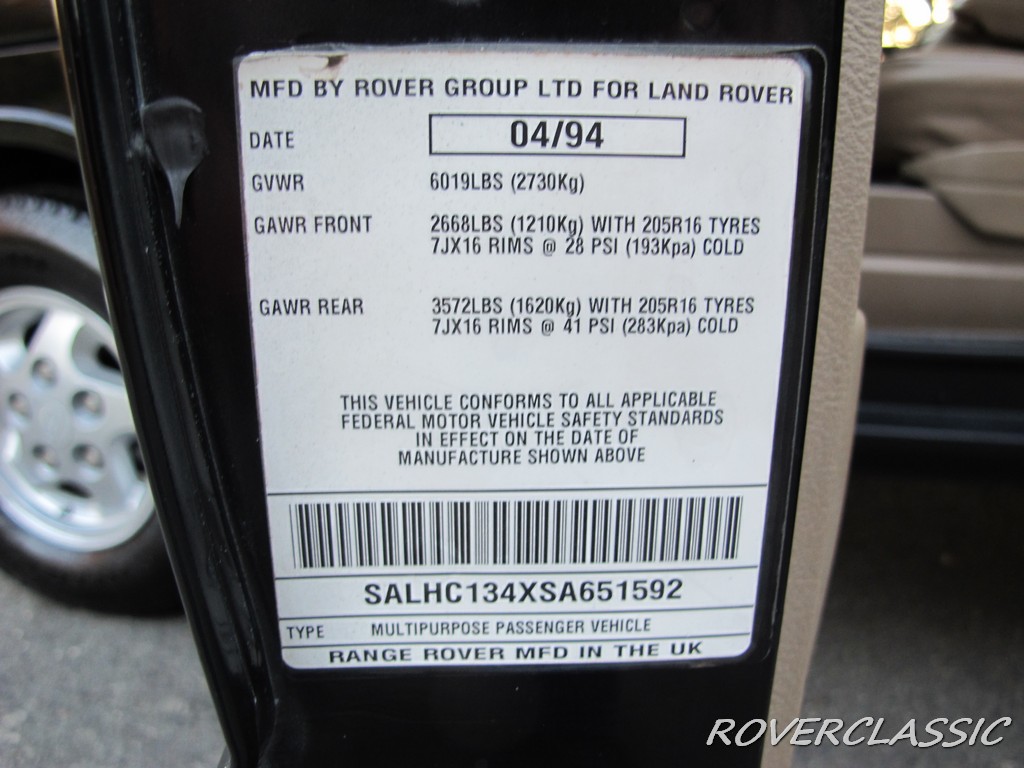 MFD BY ROVER GROUP LTD FOR LAND ROVER
DATE 04/94
GVWR 6019LBS (2730Kg)
GAWR FRONT 2668LBS (1210Kg) WITH 205R16 TYRES
7JX16 RIMS @ 28 PSI (193Kpa) COLD
GAWR REAR 3572LBS (1620Kg) WITH 205R16 TYRES
7JX16 RIMS @ 41 PSI (283Kpa) COLD
THIS VEHICLE CONFORMS TO ALL APPLICABLE
FEDERAL MOTOR VEHICLE SAFETY STANDARDS
IN EFFECT ON THE DATE OF
MANUFACTURE SHOWN ABOVE
SALHC134XSA651592
TYPE MULTIPURPOSE PASSENGER VEHICLE
RANGE ROVER MFD IN THE UK
ROVERCLASSIC